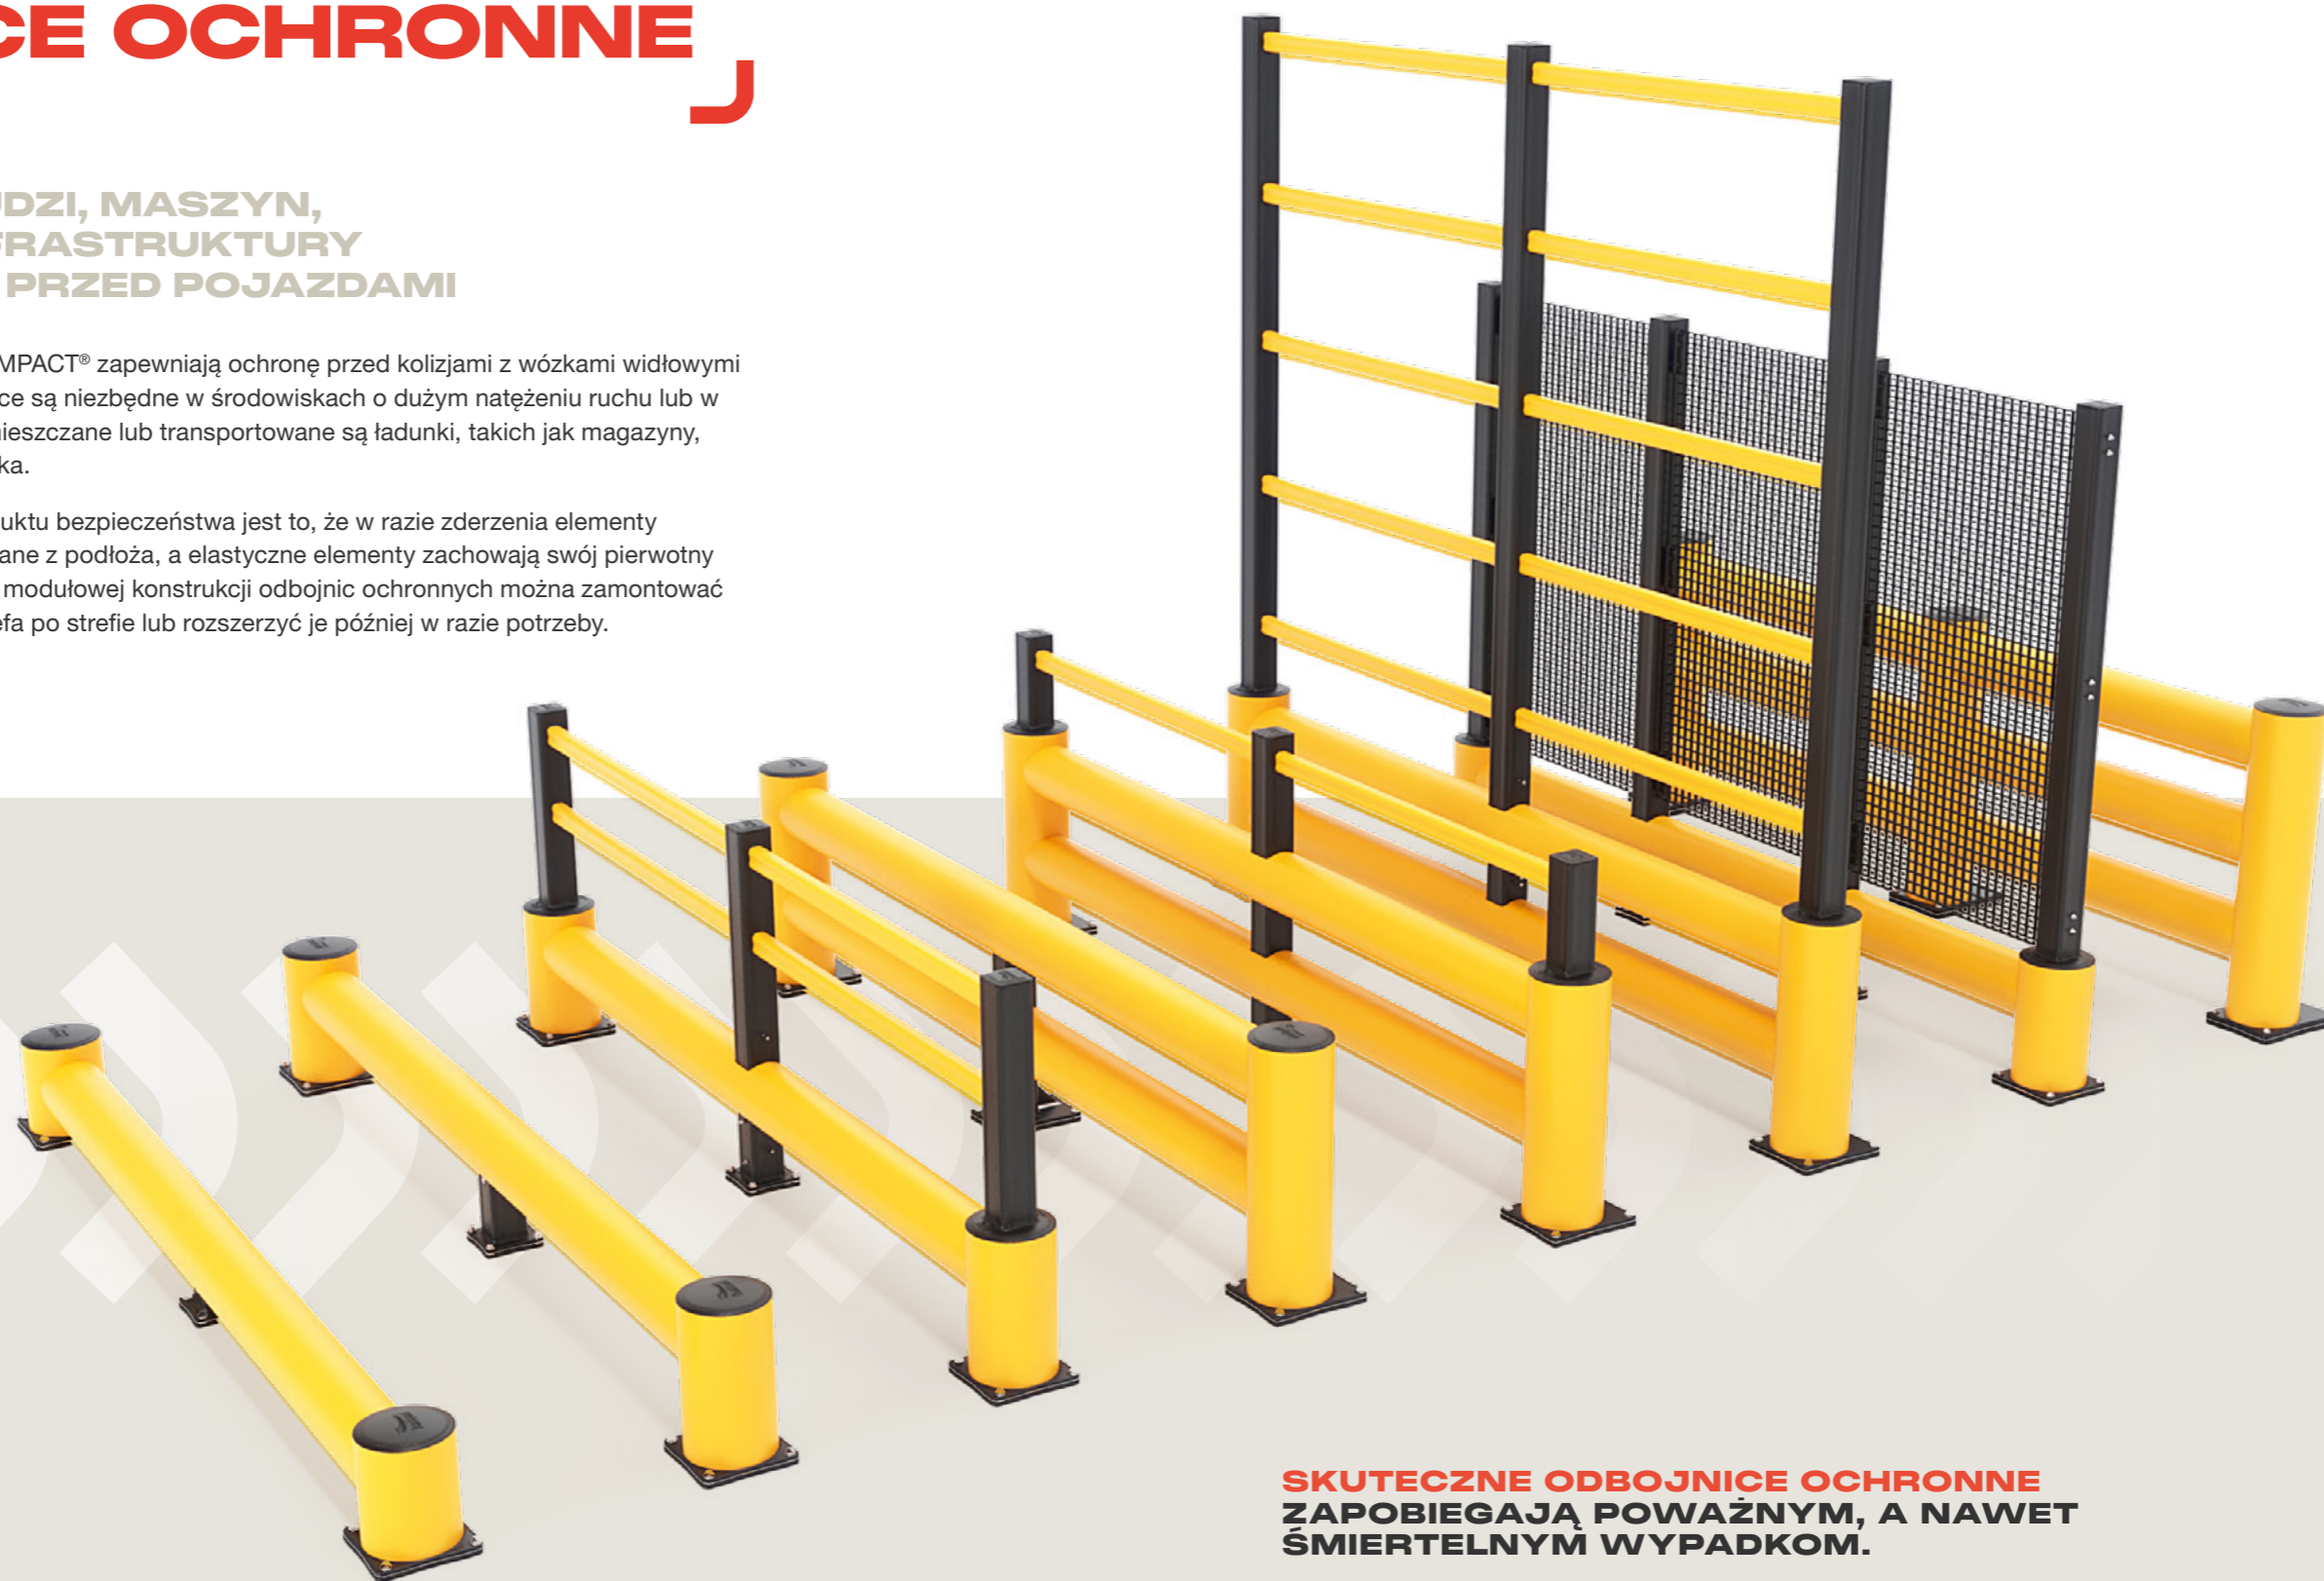 CE OCHRONNE
UDZI, MASZYN,
FRASTRUKTURY
PRZED POJAZDAMI
MPACT® zapewniają ochronę przed kolizjami z wózkami widłowymi
ce są niezbędne w środowiskach o dużym natężeniu ruchu lub w
mieszczane lub transportowane są ładunki, takich jak magazyny,
ka.
uktu bezpieczeństwa jest to, że w razie zderzenia elementy
ane z podłoża, a elastyczne elementy zachowają swój pierwotny
modułowej konstrukcji odbojnic ochronnych można zamontować
efa po strefie lub rozszerzyć je później w razie potrzeby.
SKUTECZNE ODBOJNICE OCHRONNE
ZAPOBIEGAJĄ POWAŻNYM, A NAWET
ŚMIERTELNYM WYPADKOM.